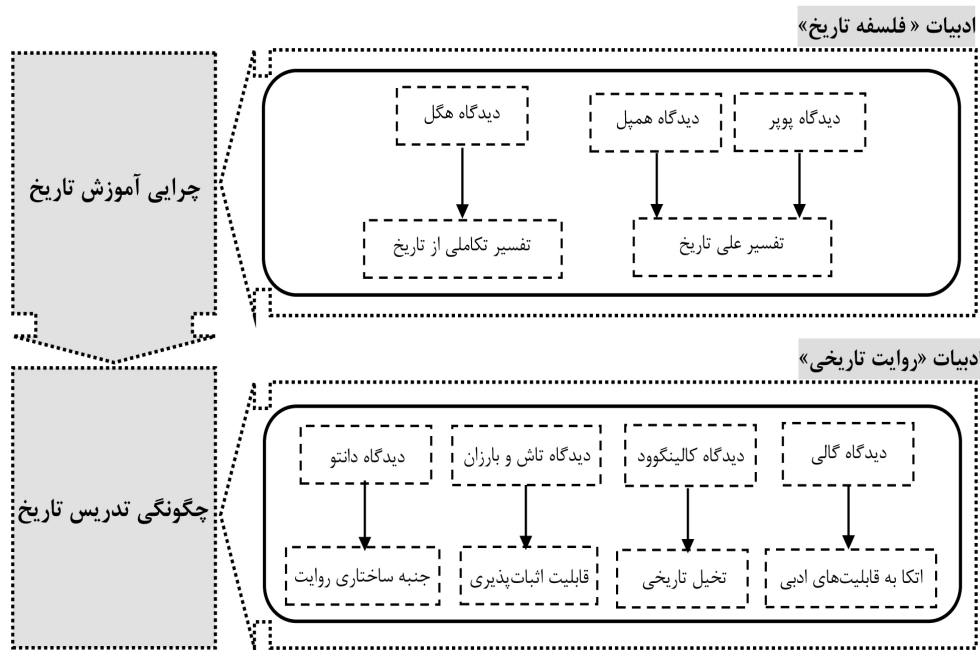 ادبیات « فلسفه تاریخ»
دیدگاه پوپر
دیدگاه همپل
دیدگاه هگل
تفسیر علی تاریخ
تفسیر تکاملی از تاریخ
چرایی آموزش تاریخ
دبیات «روایت تاریخی»
دیدگاه گالی
دیدگاه کالینگوود
دیدگاه تاش و بارزان
دیدگاه دانتو
اتکا به قابلیت‌های ادبی
تخیل تاریخی
قابلیت اثبات‌پذیری
جنبه ساختاری روایت
چگونگی تدریس تاریخ